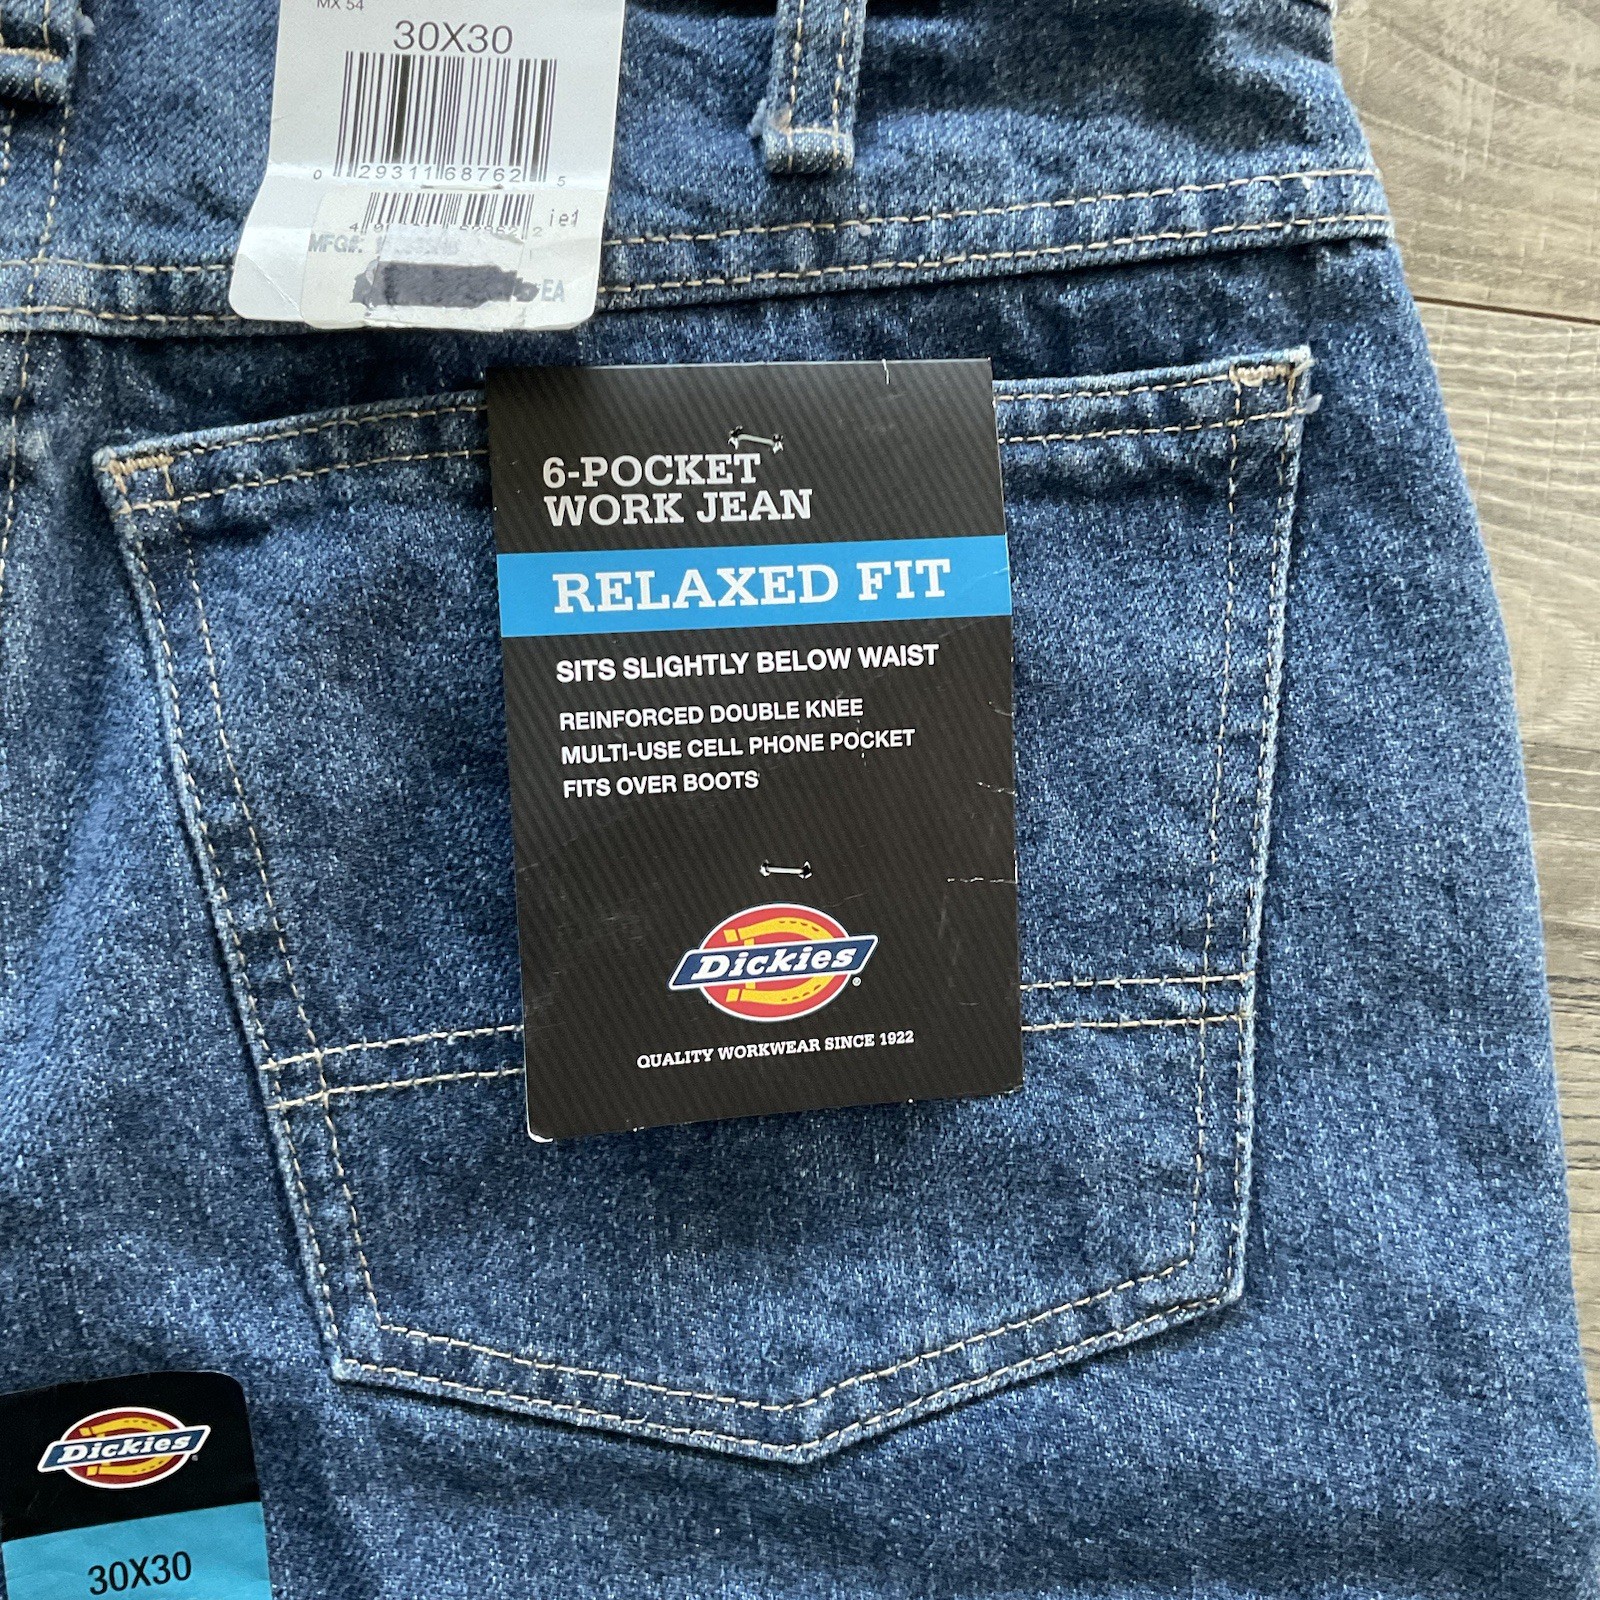 MX 54
30X30
0 29311 68762 5
ie1
MFG#:
EA
6-POCKET
WORK JEAN
RELAXED FIT
SITS SLIGHTLY BELOW WAIST
REINFORCED DOUBLE KNEE
MULTI-USE CELL PHONE POCKET
FITS OVER BOOTS
Dickies®
QUALITY WORKWEAR SINCE 1922
Dickies
30X30